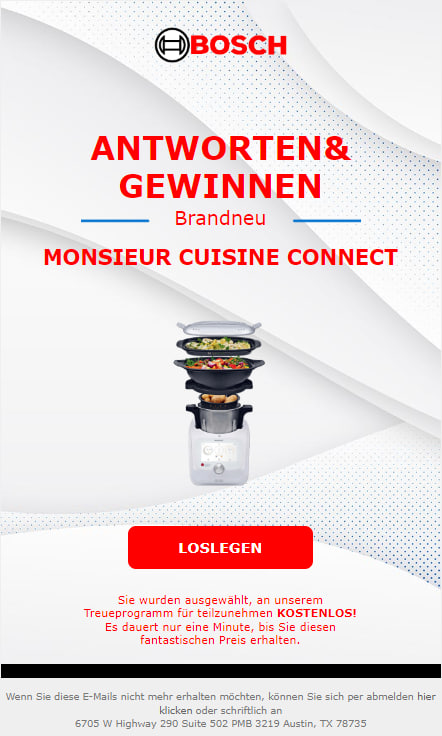 BOSCH
ANTWORTEN&
GEWINNEN
Brandneu
MONSIEUR CUISINE CONNECT
LOSLEGEN
Sie wurden ausgewählt, an unserem
Treueprogramm für teilzunehmen KOSTENLOS!
Es dauert nur eine Minute, bis Sie diesen
fantastischen Preis erhalten.
Wenn Sie diese E-Mails nicht mehr erhalten möchten, können Sie sich per abmelden hier
klicken oder schriftlich an
6705 W Highway 290 Suite 502 PMB 3219 Austin, TX 78735